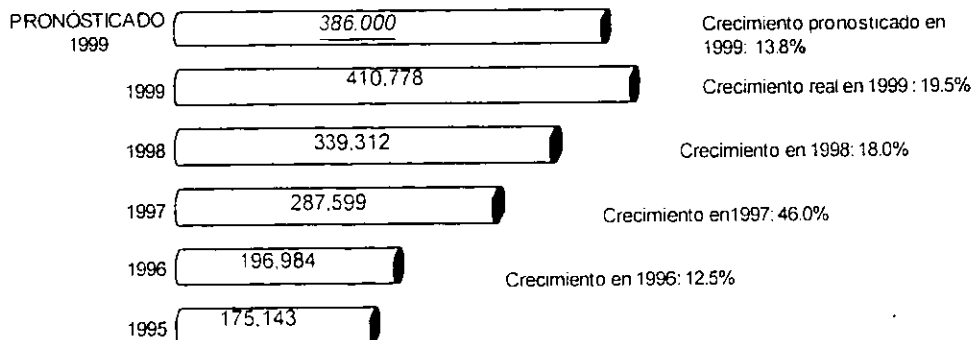 PRONÓSTICADO
1999
386.000
Crecimiento pronosticado en
1999: 13.8%
1999
410,778
Crecimiento real en 1999 : 19.5%
1998
339,312
Crecimiento en 1998: 18.0%
1997
287,599
Crecimiento en1997: 46.0%
1996
196,984
Crecimiento en 1996: 12.5%
1995
175,143